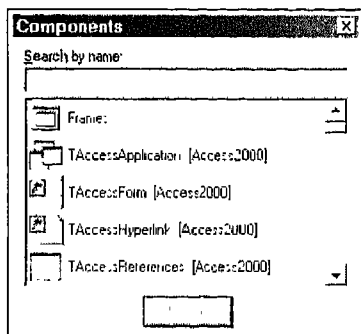 Components
Search by name:
Frames
TAccessApplication [Access2000]
TAccessForm [Access2000]
TAccessHyperlink [Access2000]
TAccessReferences [Access2000]